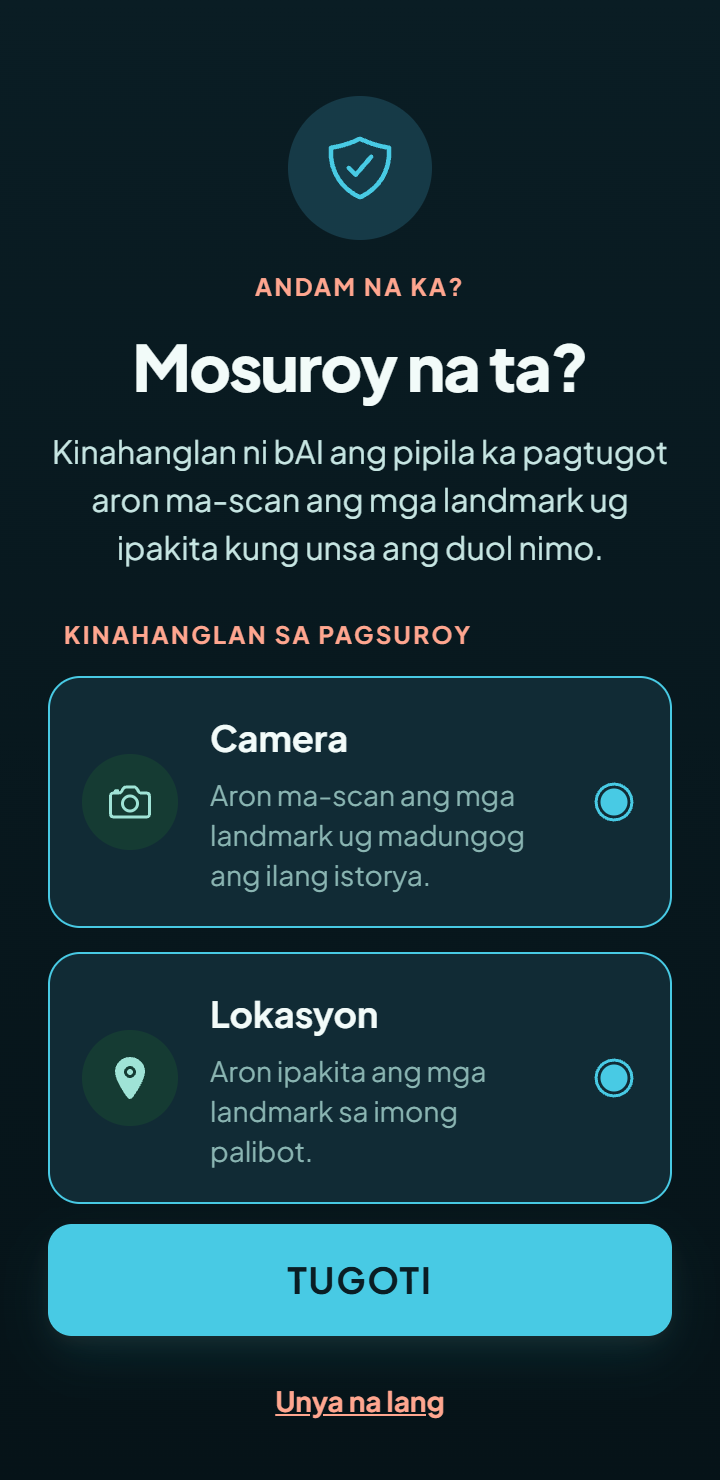 ANDAM NA KA?
Mosuroy na ta?
Kinahanglan ni bAI ang pipila ka pagtugot
aron ma-scan ang mga landmark ug
ipakita kung unsa ang duol nimo.
KINAHANGLAN SA PAGSUROY
Camera
Aron ma-scan ang mga
landmark ug madungog
ang ilang istorya.
Lokasyon
Aron ipakita ang mga
landmark sa imong
palibot.
TUGOTI
Unya na lang